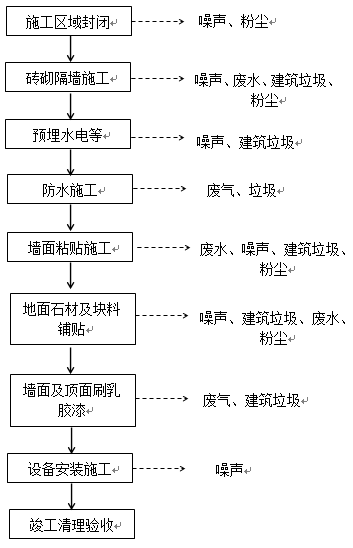 施工区域封闭
噪声、粉尘
砖砌隔墙施工
噪声、废水、建筑垃圾、
粉尘
预埋水电等
噪声、建筑垃圾
防水施工
废气、垃圾
墙面粘贴施工
废水、噪声、建筑垃圾、
粉尘
地面石材及块料
铺贴
噪声、建筑垃圾、废水、
粉尘
墙面及顶面刷乳
胶漆
废气、建筑垃圾
设备安装施工
噪声
竣工清理验收